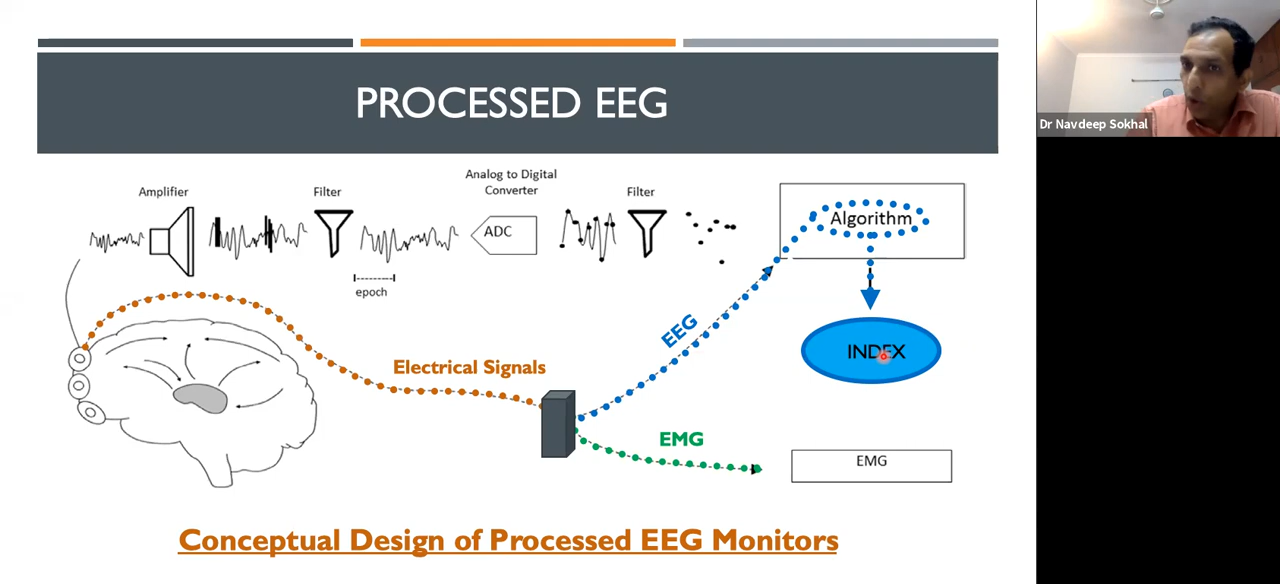 PROCESSED EEG
Dr Navdeep Sokhal
Amplifier
Filter
Analog to Digital
Converter
Filter
ADC
Algorithm
epoch
EEG
INDEX
Electrical Signals
EMG
EMG
Conceptual Design of Processed EEG Monitors